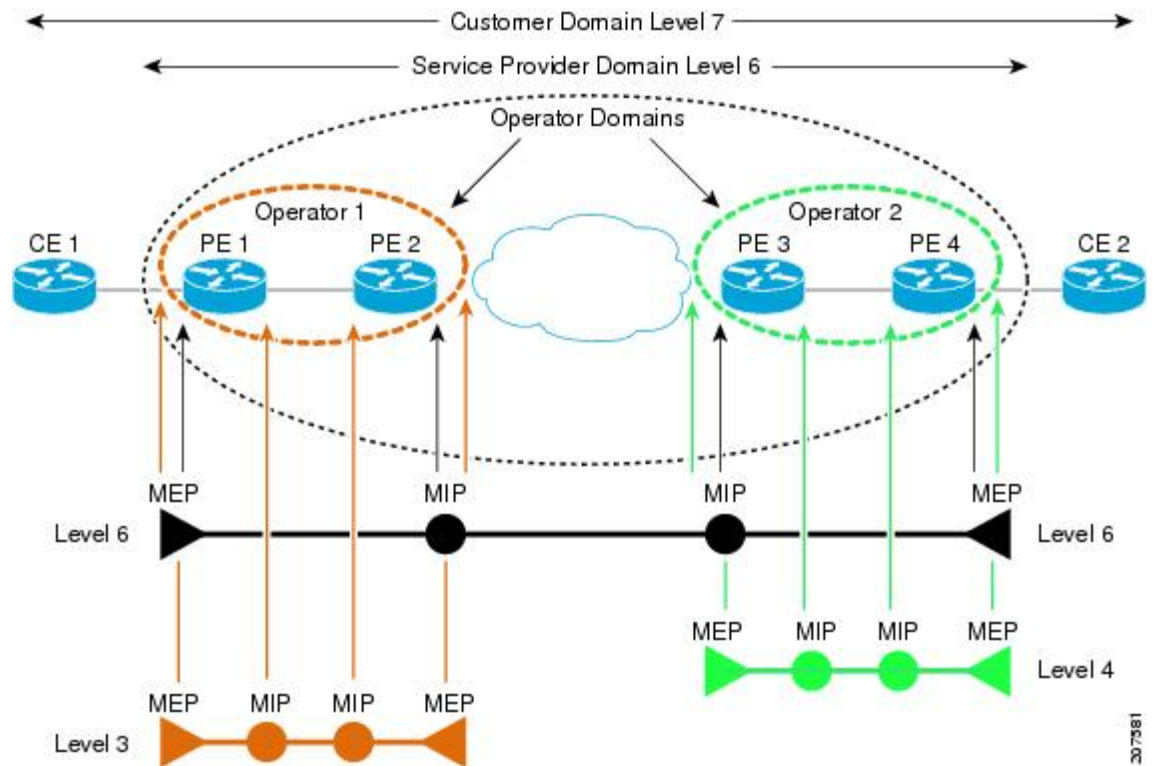 Customer Domain Level 7
Service Provider Domain Level 6
Operator Domains
Operator 1
Operator 2
CE 1
PE 1
PE 2
PE 3
PE 4
CE 2
MEP
MIP
MIP
MEP
Level 6
Level 6
MEP
MIP
MIP
MEP
Level 4
MEP
MIP
MIP
MEP
Level 3
207581